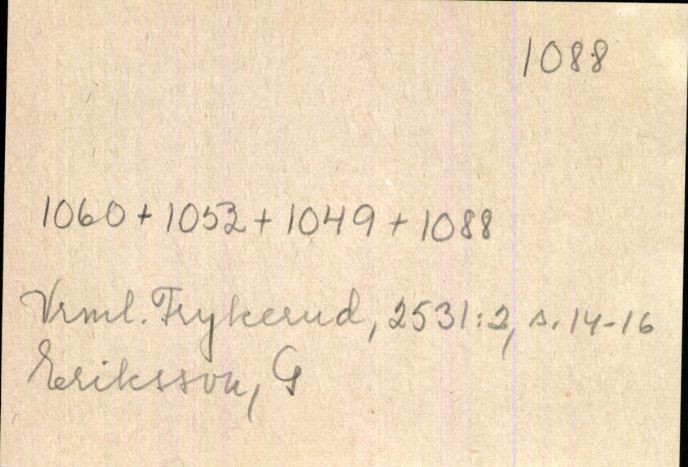 1088
1060 + 1052 + 1049 + 1088
Vrml. Frykerud, 2531:2, s. 14-16
Eriksson, G